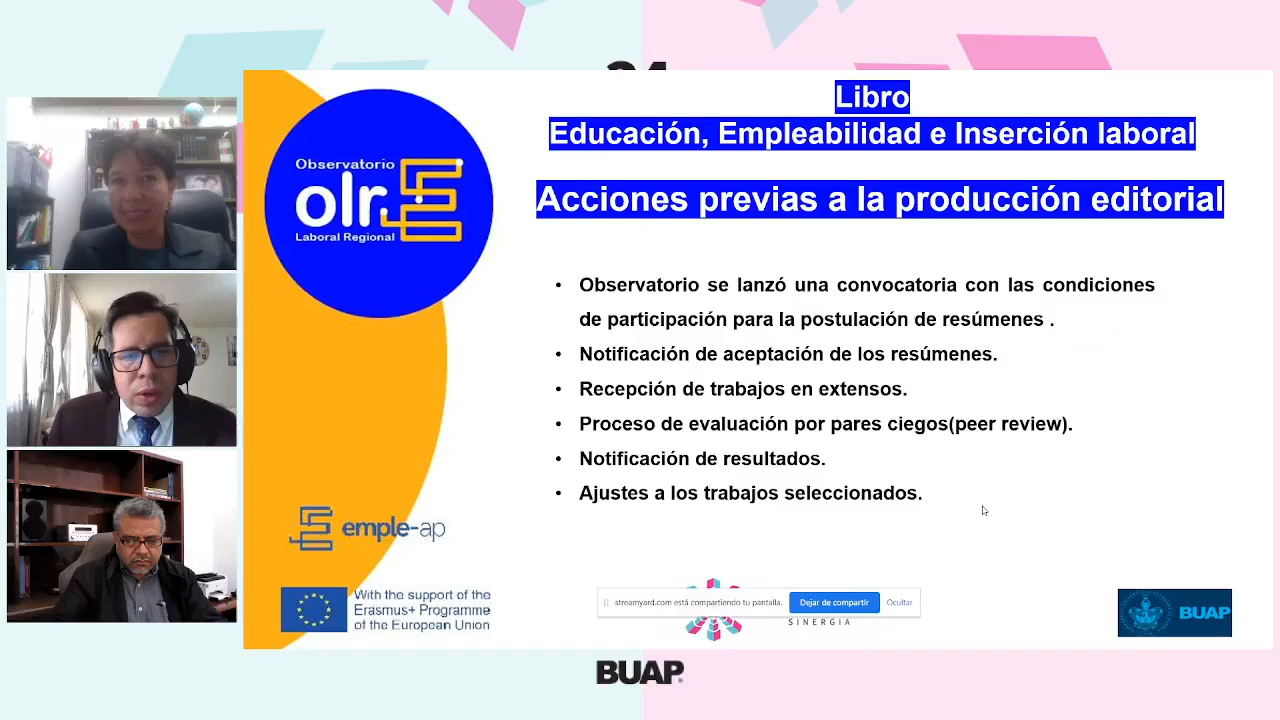 Libro
Educación, Empleabilidad e Inserción laboral
Acciones previas a la producción editorial
Observatorio
olr.
Laboral Regional
• Observatorio se lanzó una convocatoria con las condiciones
de participación para la postulación de resúmenes .
• Notificación de aceptación de los resúmenes.
• Recepción de trabajos en extensos.
• Proceso de evaluación por pares ciegos(peer review).
• Notificación de resultados.
• Ajustes a los trabajos seleccionados.
emple-ap
With the support of the
Erasmus+ Programme
of the European Union
streamyard.com está compartiendo tu pantalla.
Dejar de compartir
Ocultar
SINERGIA
BUAP
BUAP